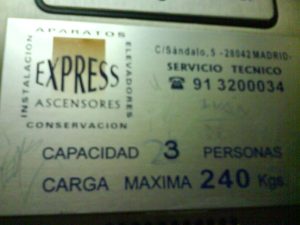 APARATOS
INSTALACION
ELEVADORES
EXPRESS
ASCENSORES
CONSERVACION
C/Sándalo, 5 - 28042 MADRID-
SERVICIO TECNICO
☎ 91 3200034
CAPACIDAD 3 PERSONAS
CARGA MAXIMA 240 Kgs.